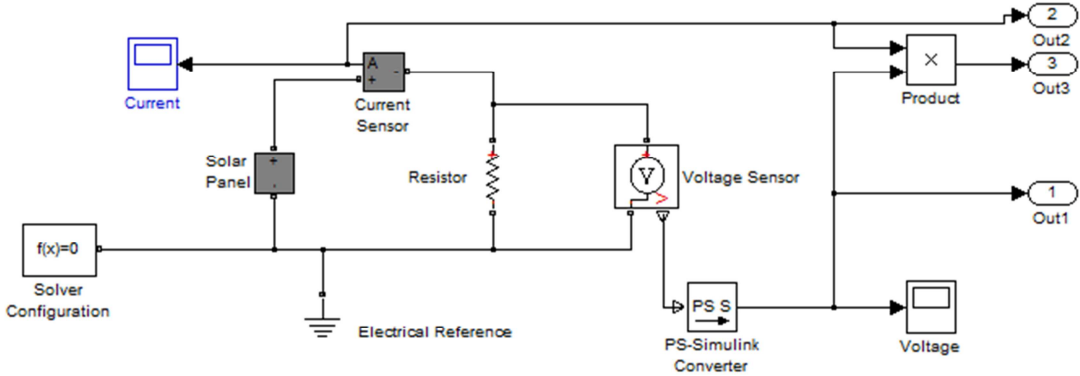 2
Out2
Current
A
+
-
Current
Sensor
×
Product
3
Out3
Solar
Panel
+
-
Resistor
+
V
Voltage Sensor
1
Out1
f(x)=0
Solver
Configuration
Electrical Reference
PS S
PS-Simulink
Converter
Voltage